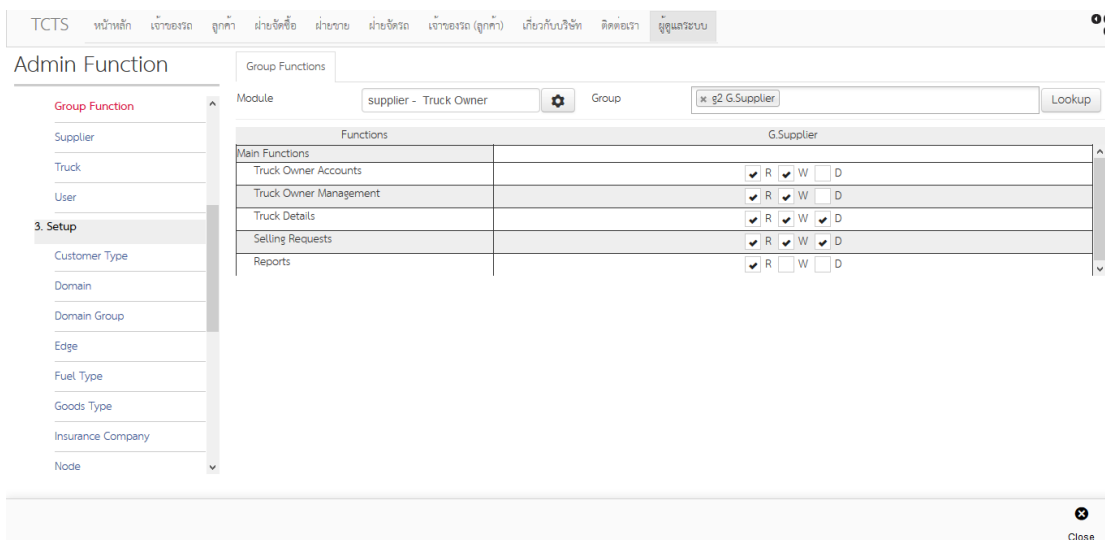 TCTS หน้าหลัก เจ้าของรถ ลูกค้า ฝ่ายจัดซื้อ ฝ่ายขาย ฝ่ายจัดรถ เจ้าของรถ (ลูกค้า) เกี่ยวกับบริษัท ติดต่อเรา ผู้ดูแลระบบ
Admin Function
Group Functions
Group Function
Module supplier - Truck Owner Group × g2 G.Supplier Lookup
Supplier
Functions G.Supplier
Main Functions
Truck
Truck Owner Accounts R W D
User
Truck Owner Management R W D
3. Setup
Truck Details R W D
Selling Requests R W D
Customer Type
Reports R W D
Domain
Domain Group
Edge
Fuel Type
Goods Type
Insurance Company
Node
Close